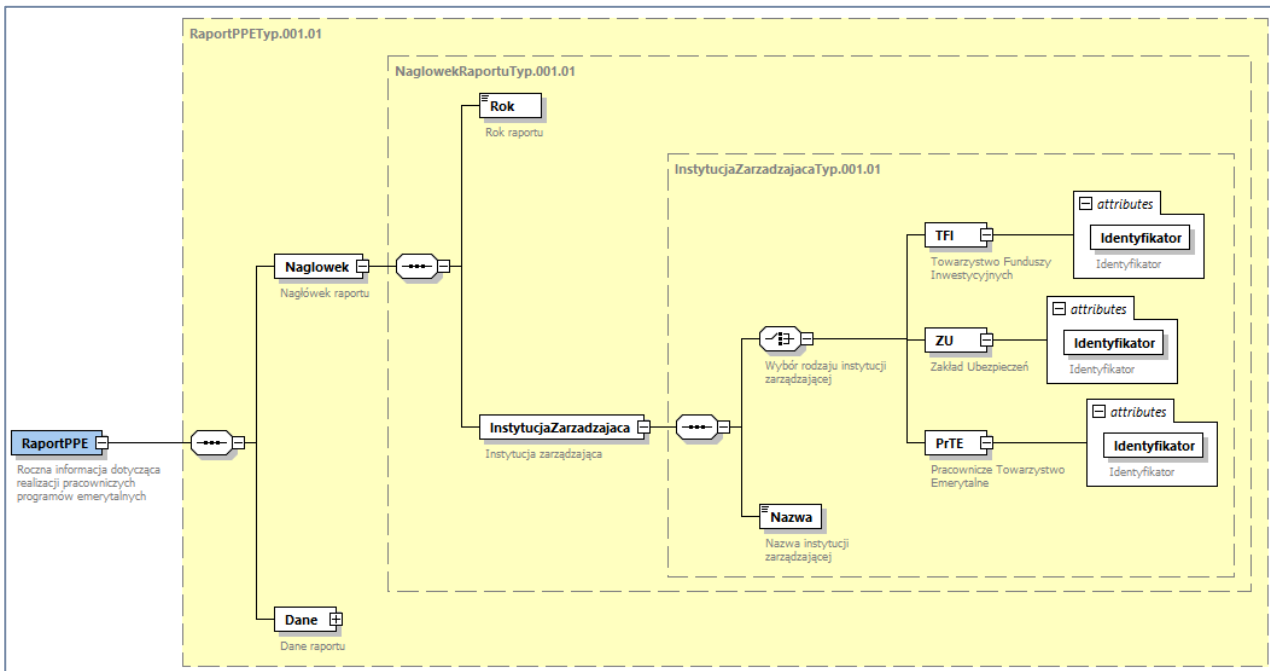 RaportPPETyp.001.01
NaglowekRaportuTyp.001.01
Rok
Rok raportu
InstytucjaZarzadzajacaTyp.001.01
attributes
TFI
Identyfikator
Towarzystwo Funduszy
Inwestycyjnych
Identyfikator
Naglowek
Nagłówek raportu
attributes
ZU
Identyfikator
Wybór rodzaju instytucji
zarządzającej
Zakład Ubezpieczeń
Identyfikator
attributes
RaportPPE
InstytucjaZarzadzajaca
PrTE
Identyfikator
Roczna informacja dotycząca
realizacji pracowniczych
programów emerytalnych
Instytucja zarządzająca
Pracownicze Towarzystwo
Emerytalne
Identyfikator
Nazwa
Nazwa instytucji
zarządzającej
Dane
Dane raportu